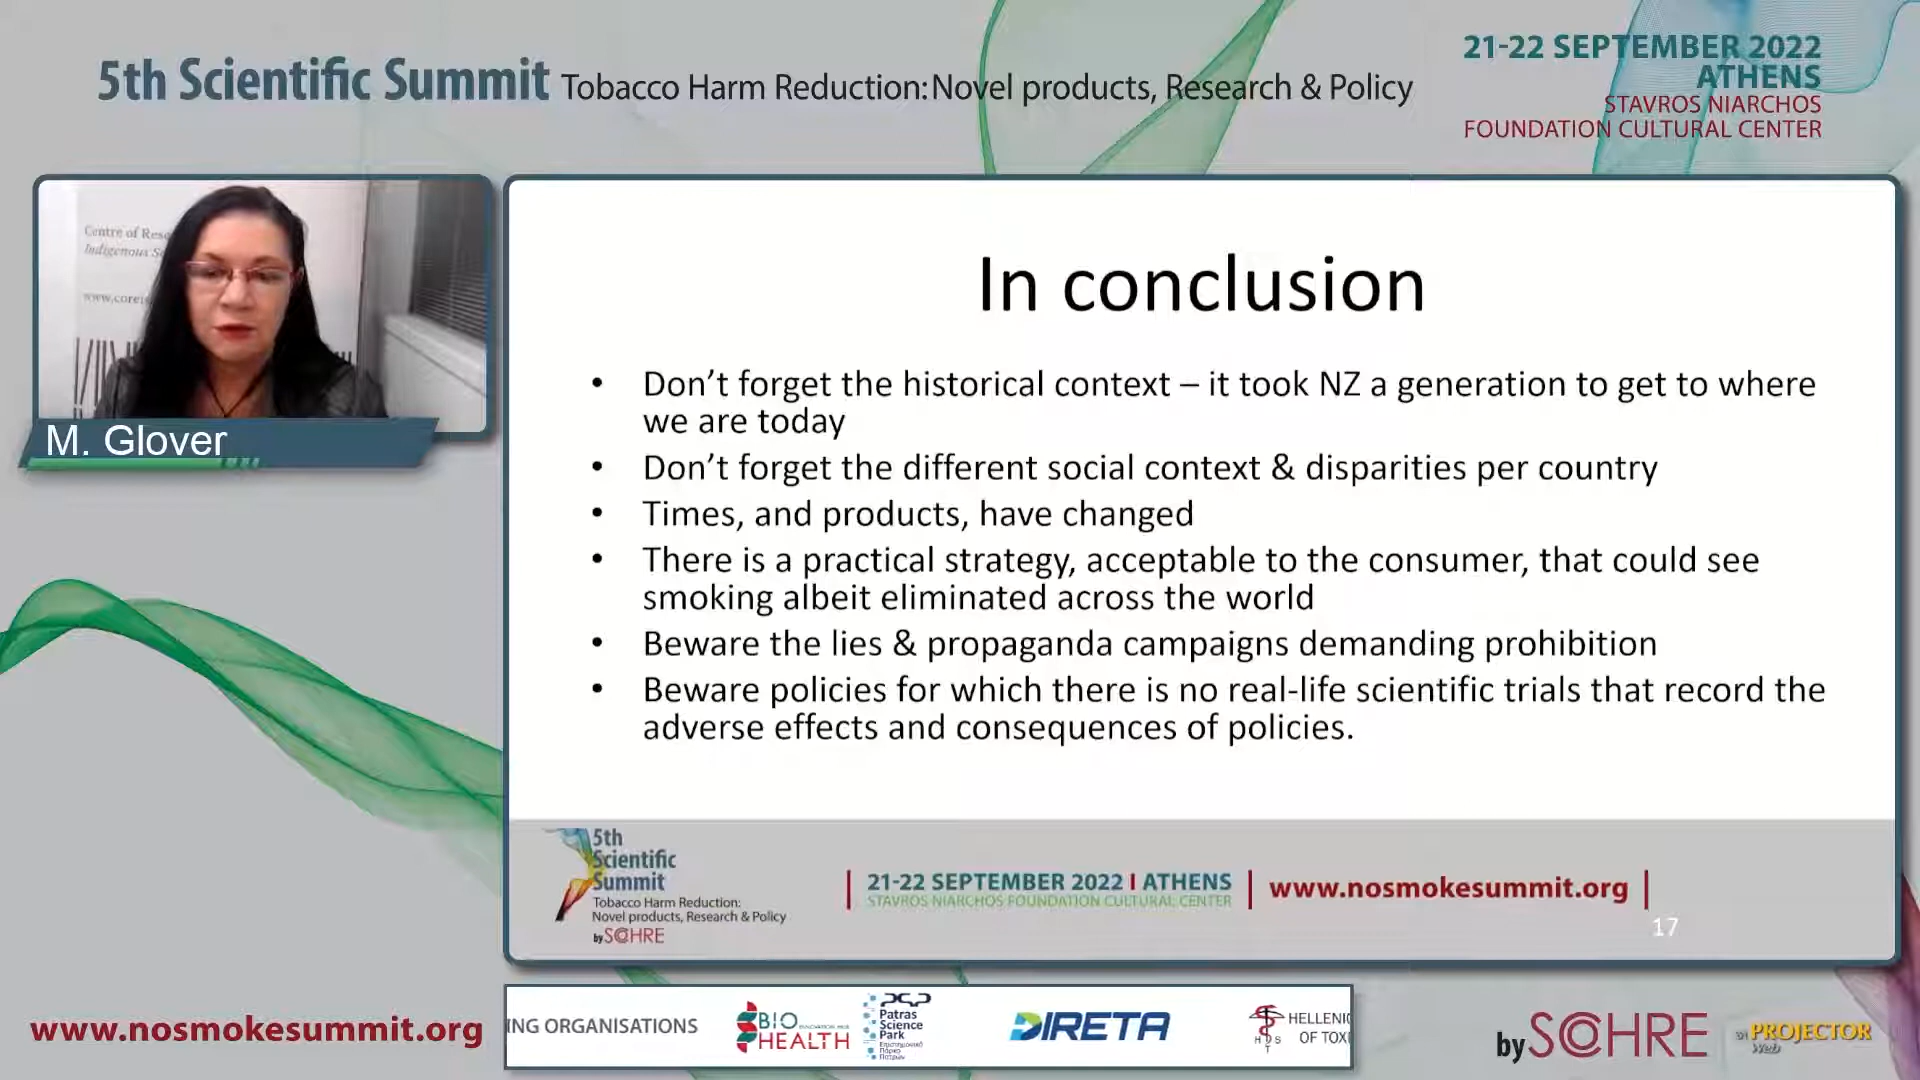 5th Scientific Summit Tobacco Harm Reduction: Novel products, Research & Policy
21-22 SEPTEMBER 2022
ATHENS
STAVROS NIARCHOS
FOUNDATION CULTURAL CENTER
Centre of
Indigenous
M. Glover
In conclusion
• Don’t forget the historical context – it took NZ a generation to get to where
we are today
• Don’t forget the different social context & disparities per country
• Times, and products, have changed
• There is a practical strategy, acceptable to the consumer, that could see
smoking albeit eliminated across the world
• Beware the lies & propaganda campaigns demanding prohibition
• Beware policies for which there is no real-life scientific trials that record the
adverse effects and consequences of policies.
5th
Scientific
Summit
Tobacco Harm Reduction:
Novel products, Research & Policy
by SCOHRE
21-22 SEPTEMBER 2022 I ATHENS
STAVROS NIARCHOS FOUNDATION CULTURAL CENTER
www.nosmokesummit.org
17
www.nosmokesummit.org
ING ORGANISATIONS
BIO
HEALTH
Patras
Science
Park
DIRETA
HELLENIC
OF TOXI
by SCOHRE
PROJECTOR
Web